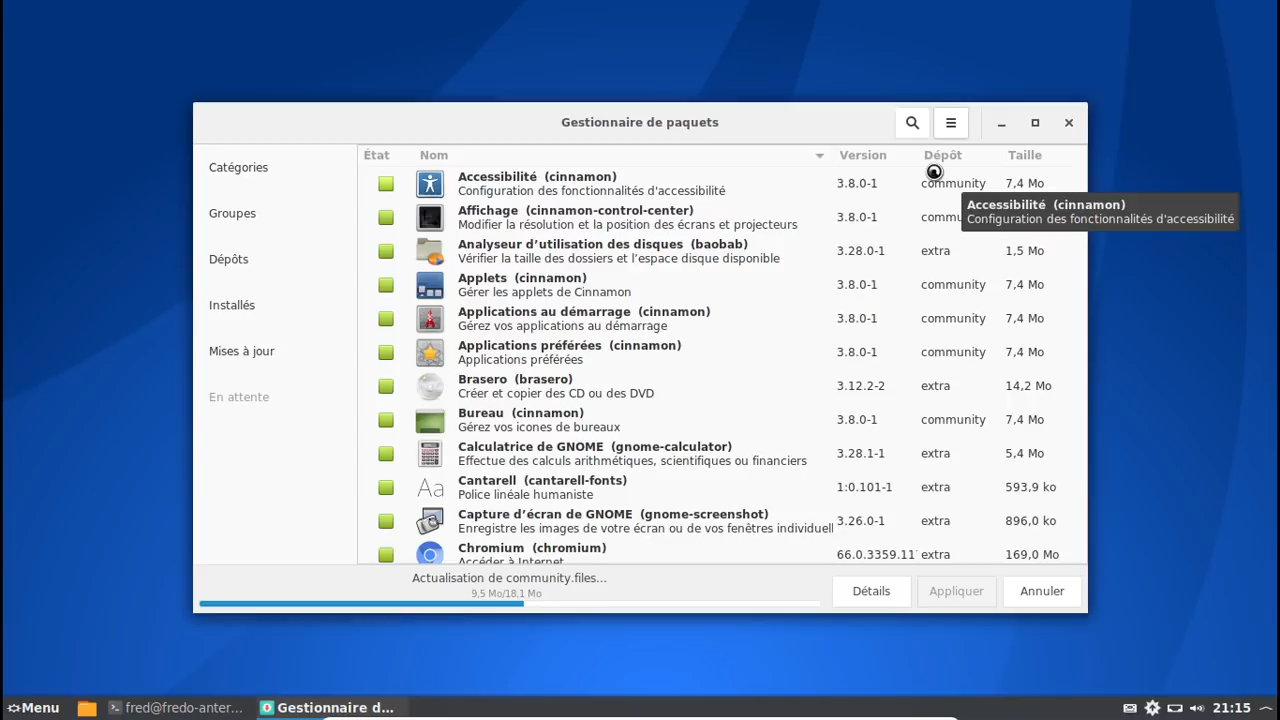 Gestionnaire de paquets
Catégories
Groupes
Dépôts
Installés
Mises à jour
En attente
État Nom Version Dépôt Taille
Accessibilité (cinnamon)
Configuration des fonctionnalités d'accessibilité
3.8.0-1 community 7,4 Mo
Affichage (cinnamon-control-center)
Modifier la résolution et la position des écrans et projecteurs
3.8.0-1 commu
Accessibilité (cinnamon)
Configuration des fonctionnalités d'accessibilité
Analyseur d’utilisation des disques (baobab)
Vérifier la taille des dossiers et l’espace disque disponible
3.28.0-1 extra 1,5 Mo
Applets (cinnamon)
Gérer les applets de Cinnamon
3.8.0-1 community 7,4 Mo
Applications au démarrage (cinnamon)
Gérez vos applications au démarrage
3.8.0-1 community 7,4 Mo
Applications préférées (cinnamon)
Applications préférées
3.8.0-1 community 7,4 Mo
Brasero (brasero)
Créer et copier des CD ou des DVD
3.12.2-2 extra 14,2 Mo
Bureau (cinnamon)
Gérez vos icones de bureaux
3.8.0-1 community 7,4 Mo
Calculatrice de GNOME (gnome-calculator)
Effectue des calculs arithmétiques, scientifiques ou financiers
3.28.1-1 extra 5,4 Mo
Aa
Cantarell (cantarell-fonts)
Police linéale humaniste
1:0.101-1 extra 593,9 ko
Capture d’écran de GNOME (gnome-screenshot)
Enregistre les images de votre écran ou de vos fenêtres individuell
3.26.0-1 extra 896,0 ko
Chromium (chromium)
Accéder à Internet
66.0.3359.11 extra 169,0 Mo
Actualisation de community.files...
9,5 Mo/18,1 Mo
Détails Appliquer Annuler
Menu fred@fredo-anter... Gestionnaire d... 21:15